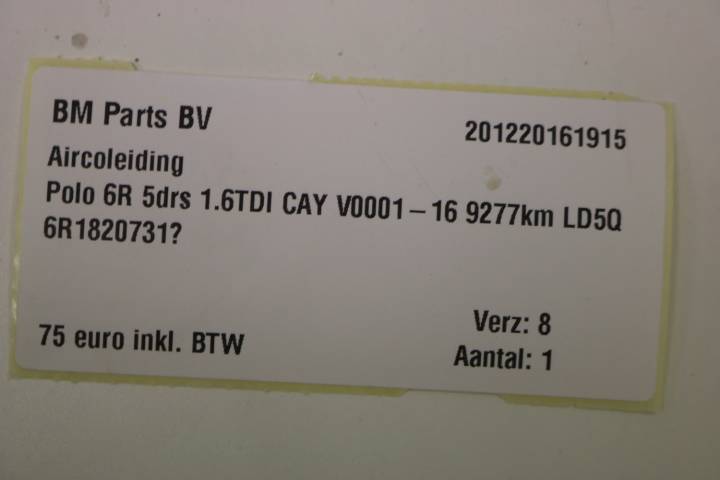 BM Parts BV 201220161915
Aircoleiding
Polo 6R 5drs 1.6TDI CAY V0001-16 9277km LD5Q
6R1820731?
75 euro inkl. BTW Verz: 8
Aantal: 1